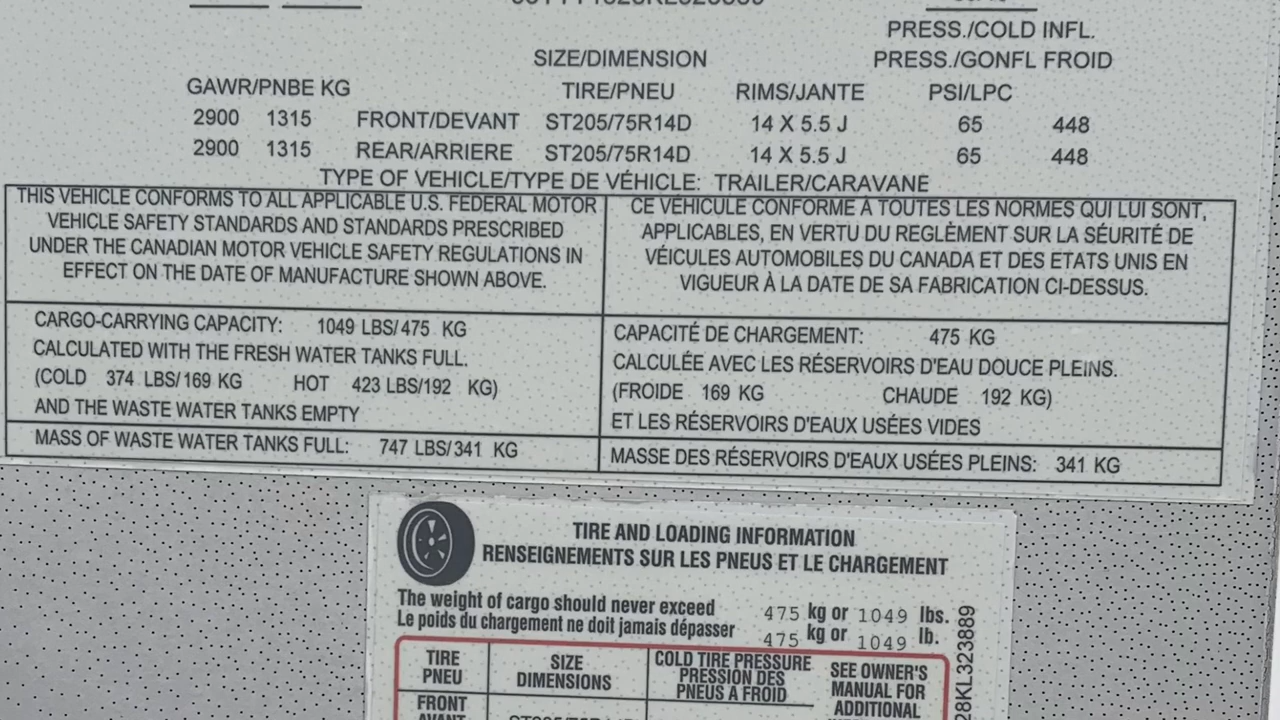 PRESS./COLD INFL.
SIZE/DIMENSION PRESS./GONFL FROID
GAWR/PNBE KG TIRE/PNEU RIMS/JANTE PSI/LPC
2900 1315 FRONT/DEVANT ST205/75R14D 14 X 5.5 J 65 448
2900 1315 REAR/ARRIERE ST205/75R14D 14 X 5.5 J 65 448
TYPE OF VEHICLE/TYPE DE VÉHICLE: TRAILER/CARAVANE
THIS VEHICLE CONFORMS TO ALL APPLICABLE U.S. FEDERAL MOTOR
VEHICLE SAFETY STANDARDS AND STANDARDS PRESCRIBED
UNDER THE CANADIAN MOTOR VEHICLE SAFETY REGULATIONS IN
EFFECT ON THE DATE OF MANUFACTURE SHOWN ABOVE.
CE VÉHICULE CONFORME À TOUTES LES NORMES QUI LUI SONT,
APPLICABLES, EN VERTU DU REGLÈMENT SUR LA SÉURITÉ DE
VÉICULES AUTOMOBILES DU CANADA ET DES ETATS UNIS EN
VIGUEUR À LA DATE DE SA FABRICATION CI-DESSUS.
CARGO-CARRYING CAPACITY: 1049 LBS/475 KG
CALCULATED WITH THE FRESH WATER TANKS FULL.
(COLD 374 LBS/169 KG HOT 423 LBS/192 KG)
AND THE WASTE WATER TANKS EMPTY
CAPACITÉ DE CHARGEMENT: 475 KG
CALCULÉE AVEC LES RÉSERVOIRS D'EAU DOUCE PLEINS.
(FROIDE 169 KG CHAUDE 192 KG)
ET LES RÉSERVOIRS D'EAUX USÉES VIDES
MASS OF WASTE WATER TANKS FULL: 747 LBS/341 KG
MASSE DES RÉSERVOIRS D'EAUX USÉES PLEINS: 341 KG
TIRE AND LOADING INFORMATION
RENSEIGNEMENTS SUR LES PNEUS ET LE CHARGEMENT
The weight of cargo should never exceed 475 kg or 1049 lbs.
Le poids du chargement ne doit jamais dépasser 475 kg or 1049 lb.
TIRE
PNEU
SIZE
DIMENSIONS
COLD TIRE PRESSURE
PRESSION DES
PNEUS A FROID
SEE OWNER'S
MANUAL FOR
ADDITIONAL
FRONT
28KL323889